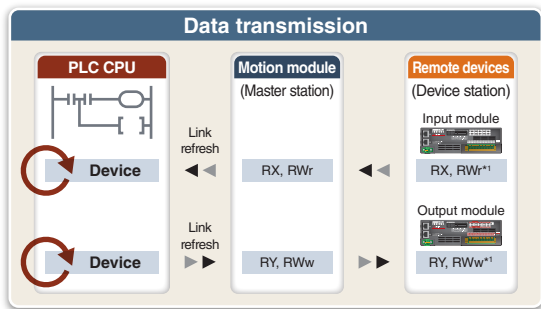 Data transmission
PLC CPU
Motion module
(Master station)
Remote devices
(Device station)
Input module
Link
refresh
Device
RX, RWr
RX, RWr*1
Output module
Link
refresh
Device
RY, RWw
RY, RWw*1